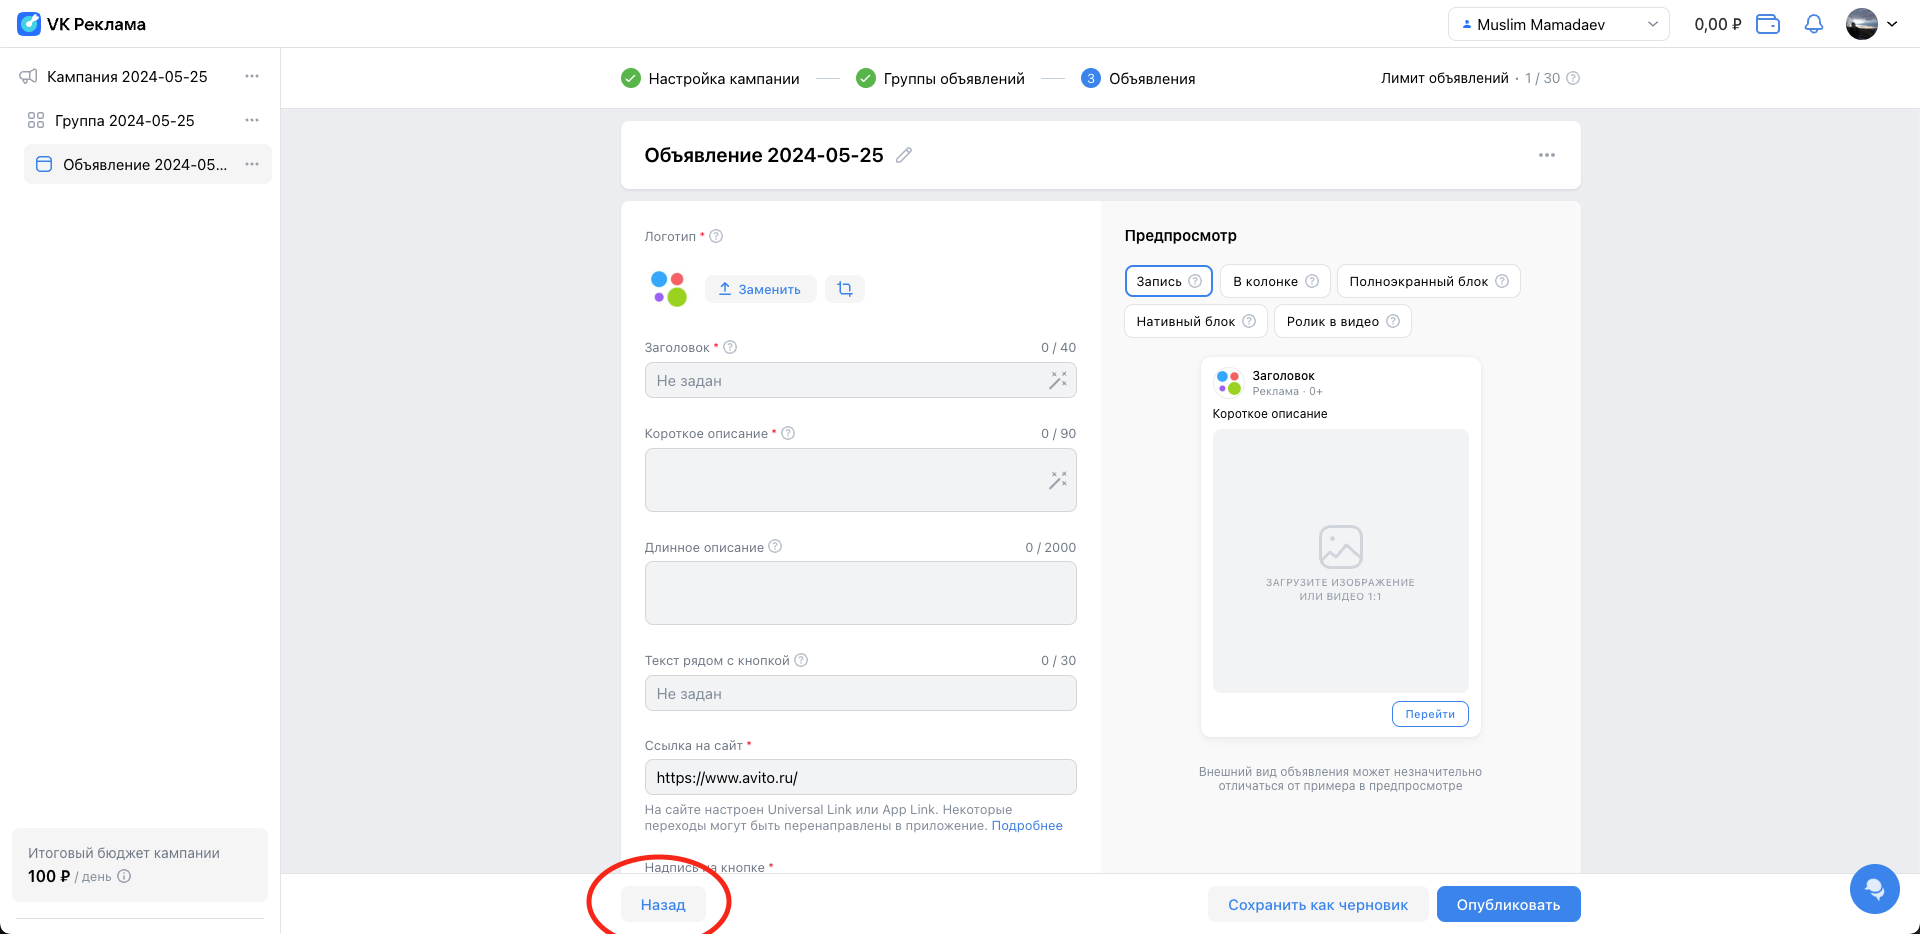 VK Реклама
Muslim Mamadaev
0,00 ₽
Кампания 2024-05-25
Группа 2024-05-25
Объявление 2024-05...
Настройка кампании
Группы объявлений
3 Объявления
Лимит объявлений · 1 / 30
Объявление 2024-05-25
Логотип *
Заменить
Заголовок *
0 / 40
Не задан
Короткое описание *
0 / 90
Длинное описание
0 / 2000
Текст рядом с кнопкой
0 / 30
Не задан
Ссылка на сайт *
https://www.avito.ru/
На сайте настроен Universal Link или App Link. Некоторые
переходы могут быть перенаправлены в приложение. Подробнее
Надпись на кнопке *
Предпросмотр
Запись
В колонке
Полноэкранный блок
Нативный блок
Ролик в видео
Заголовок
Реклама · 0+
Короткое описание
ЗАГРУЗИТЕ ИЗОБРАЖЕНИЕ
ИЛИ ВИДЕО 1:1
Перейти
Внешний вид объявления может незначительно
отличаться от примера в предпросмотре
Итоговый бюджет кампании
100 ₽ / день
Назад
Сохранить как черновик
Опубликовать